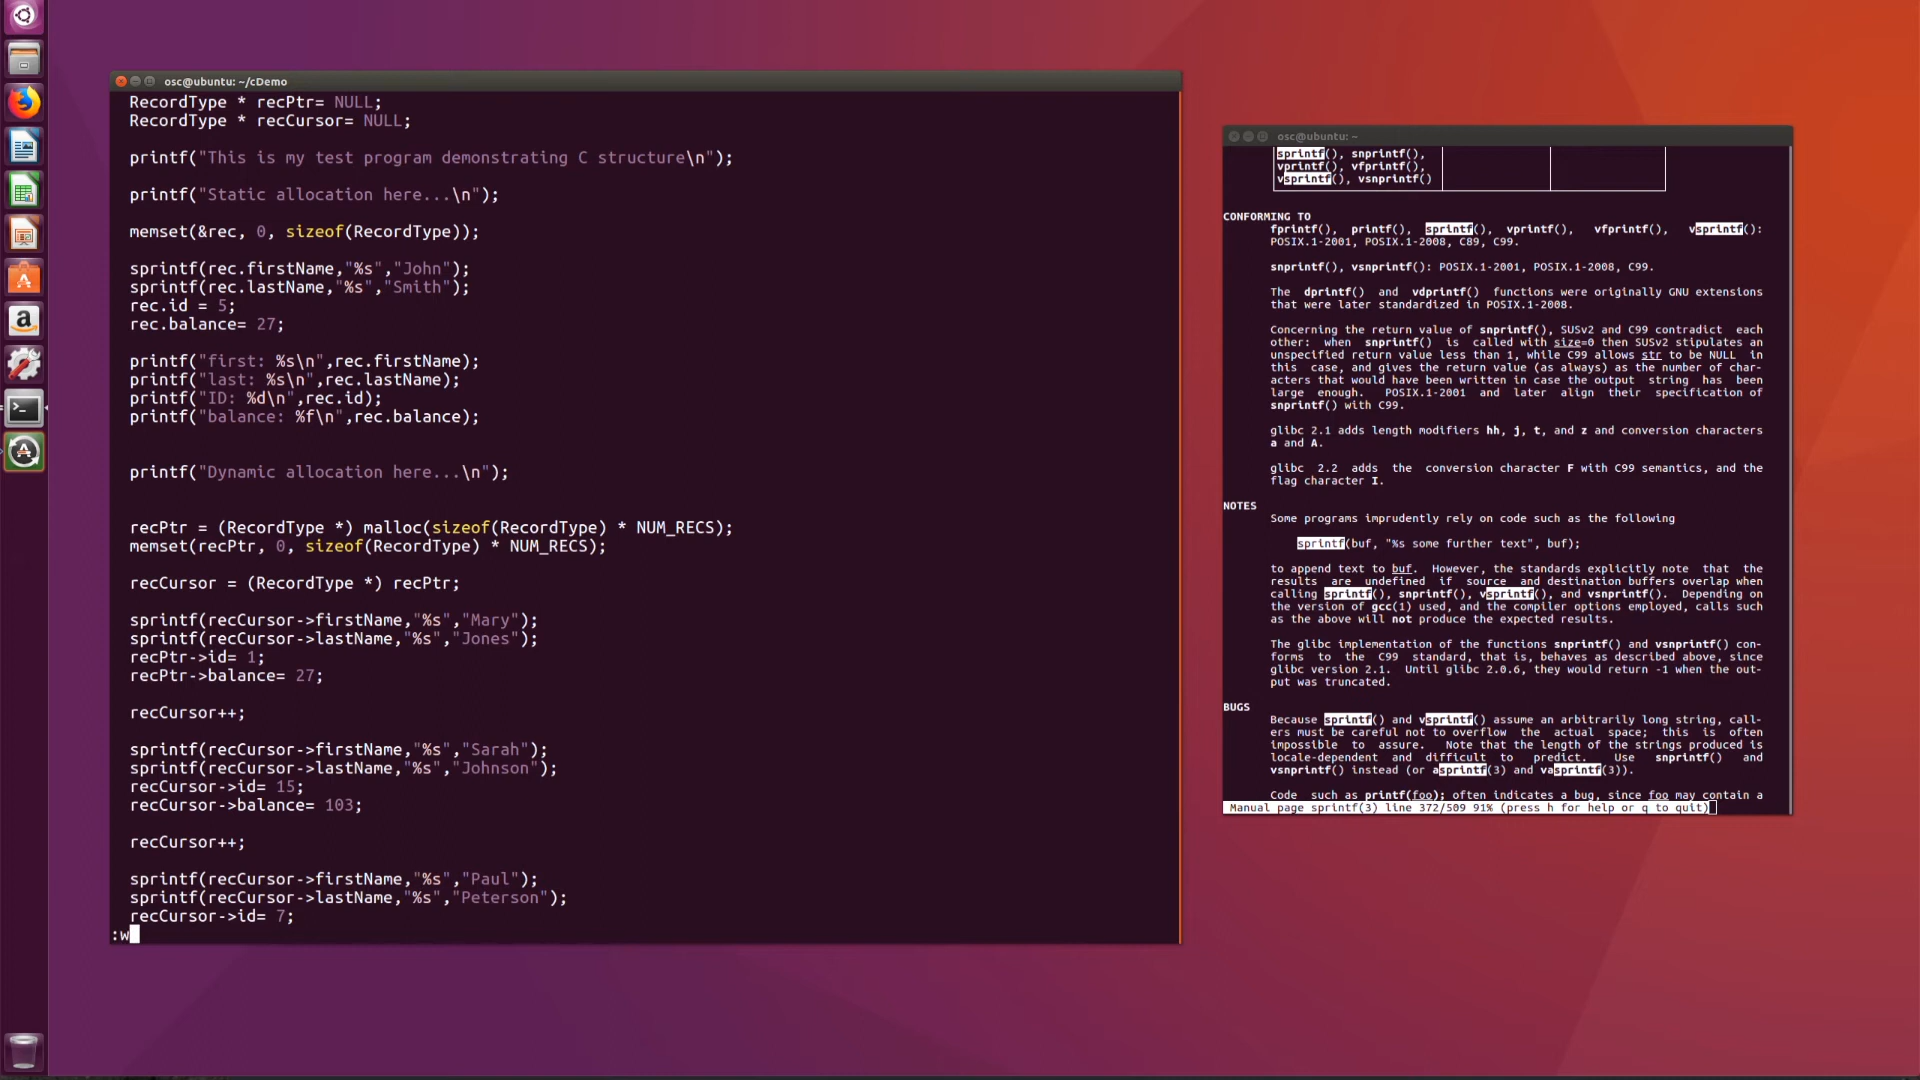 osc@ubuntu: ~/cDemo
RecordType * recPtr= NULL;
RecordType * recCursor= NULL;
printf("This is my test program demonstrating C structure\n");
printf("Static allocation here...\n");
memset(&rec, 0, sizeof(RecordType));
sprintf(rec.firstName,"%s","John");
sprintf(rec.lastName,"%s","Smith");
rec.id = 5;
rec.balance= 27;
printf("first: %s\n",rec.firstName);
printf("last: %s\n",rec.lastName);
printf("ID: %d\n",rec.id);
printf("balance: %f\n",rec.balance);
printf("Dynamic allocation here...\n");
recPtr = (RecordType *) malloc(sizeof(RecordType) * NUM_RECS);
memset(recPtr, 0, sizeof(RecordType) * NUM_RECS);
recCursor = (RecordType *) recPtr;
sprintf(recCursor->firstName,"%s","Mary");
sprintf(recCursor->lastName,"%s","Jones");
recPtr->id= 1;
recPtr->balance= 27;
recCursor++;
sprintf(recCursor->firstName,"%s","Sarah");
sprintf(recCursor->lastName,"%s","Johnson");
recCursor->id= 15;
recCursor->balance= 103;
recCursor++;
sprintf(recCursor->firstName,"%s","Paul");
sprintf(recCursor->lastName,"%s","Peterson");
recCursor->id= 7;
:w
osc@ubuntu: ~
sprintf(), snprintf(),
vprintf(), vfprintf(),
vsprintf(), vsnprintf()
CONFORMING TO
fprintf(), printf(), sprintf(), vprintf(), vfprintf(), vsprintf():
POSIX.1-2001, POSIX.1-2008, C89, C99.
snprintf(), vsnprintf(): POSIX.1-2001, POSIX.1-2008, C99.
The dprintf() and vdprintf() functions were originally GNU extensions
that were later standardized in POSIX.1-2008.
Concerning the return value of snprintf(), SUSv2 and C99 contradict each
other: when snprintf() is called with size=0 then SUSv2 stipulates an
unspecified return value less than 1, while C99 allows str to be NULL in
this case, and gives the return value (as always) as the number of char-
acters that would have been written in case the output string has been
large enough. POSIX.1-2001 and later align their specification of
snprintf() with C99.
glibc 2.1 adds length modifiers hh, j, t, and z and conversion characters
a and A.
glibc 2.2 adds the conversion character F with C99 semantics, and the
flag character I.
NOTES
Some programs imprudently rely on code such as the following
sprintf(buf, "%s some further text", buf);
to append text to buf. However, the standards explicitly note that the
results are undefined if source and destination buffers overlap when
calling sprintf(), snprintf(), vsprintf(), and vsnprintf(). Depending on
the version of gcc(1) used, and the compiler options employed, calls such
as the above will not produce the expected results.
The glibc implementation of the functions snprintf() and vsnprintf() con-
forms to the C99 standard, that is, behaves as described above, since
glibc version 2.1. Until glibc 2.0.6, they would return -1 when the out-
put was truncated.
BUGS
Because sprintf() and vsprintf() assume an arbitrarily long string, call-
ers must be careful not to overflow the actual space; this is often
impossible to assure. Note that the length of the strings produced is
locale-dependent and difficult to predict. Use snprintf() and
vsnprintf() instead (or asprintf(3) and vasprintf(3)).
Code such as printf(foo); often indicates a bug, since foo may contain a
Manual page sprintf(3) line 372/509 91% (press h for help or q to quit)